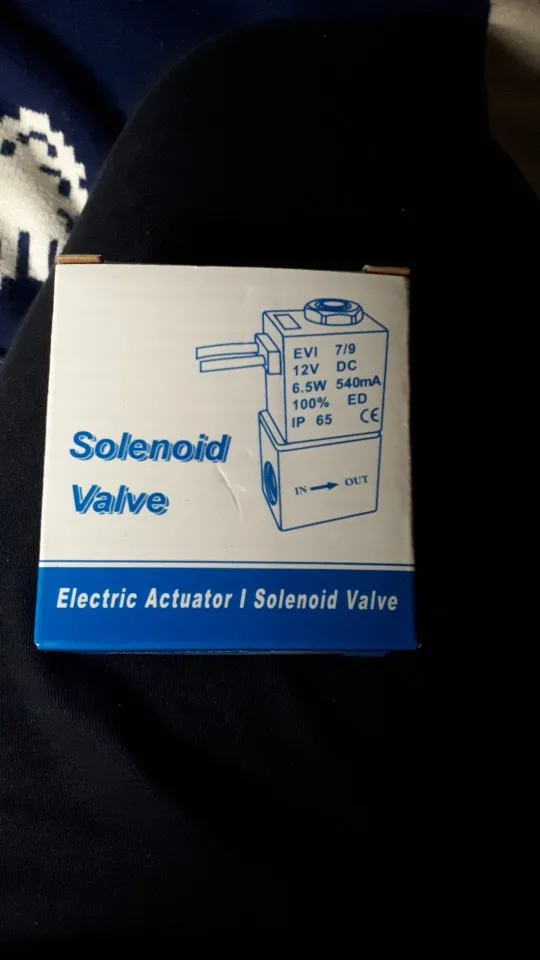 EVI 7/9
12V DC
6.5W 540mA
100% ED
IP 65 CE
Solenoid
Valve
IN → OUT
Electric Actuator I Solenoid Valve